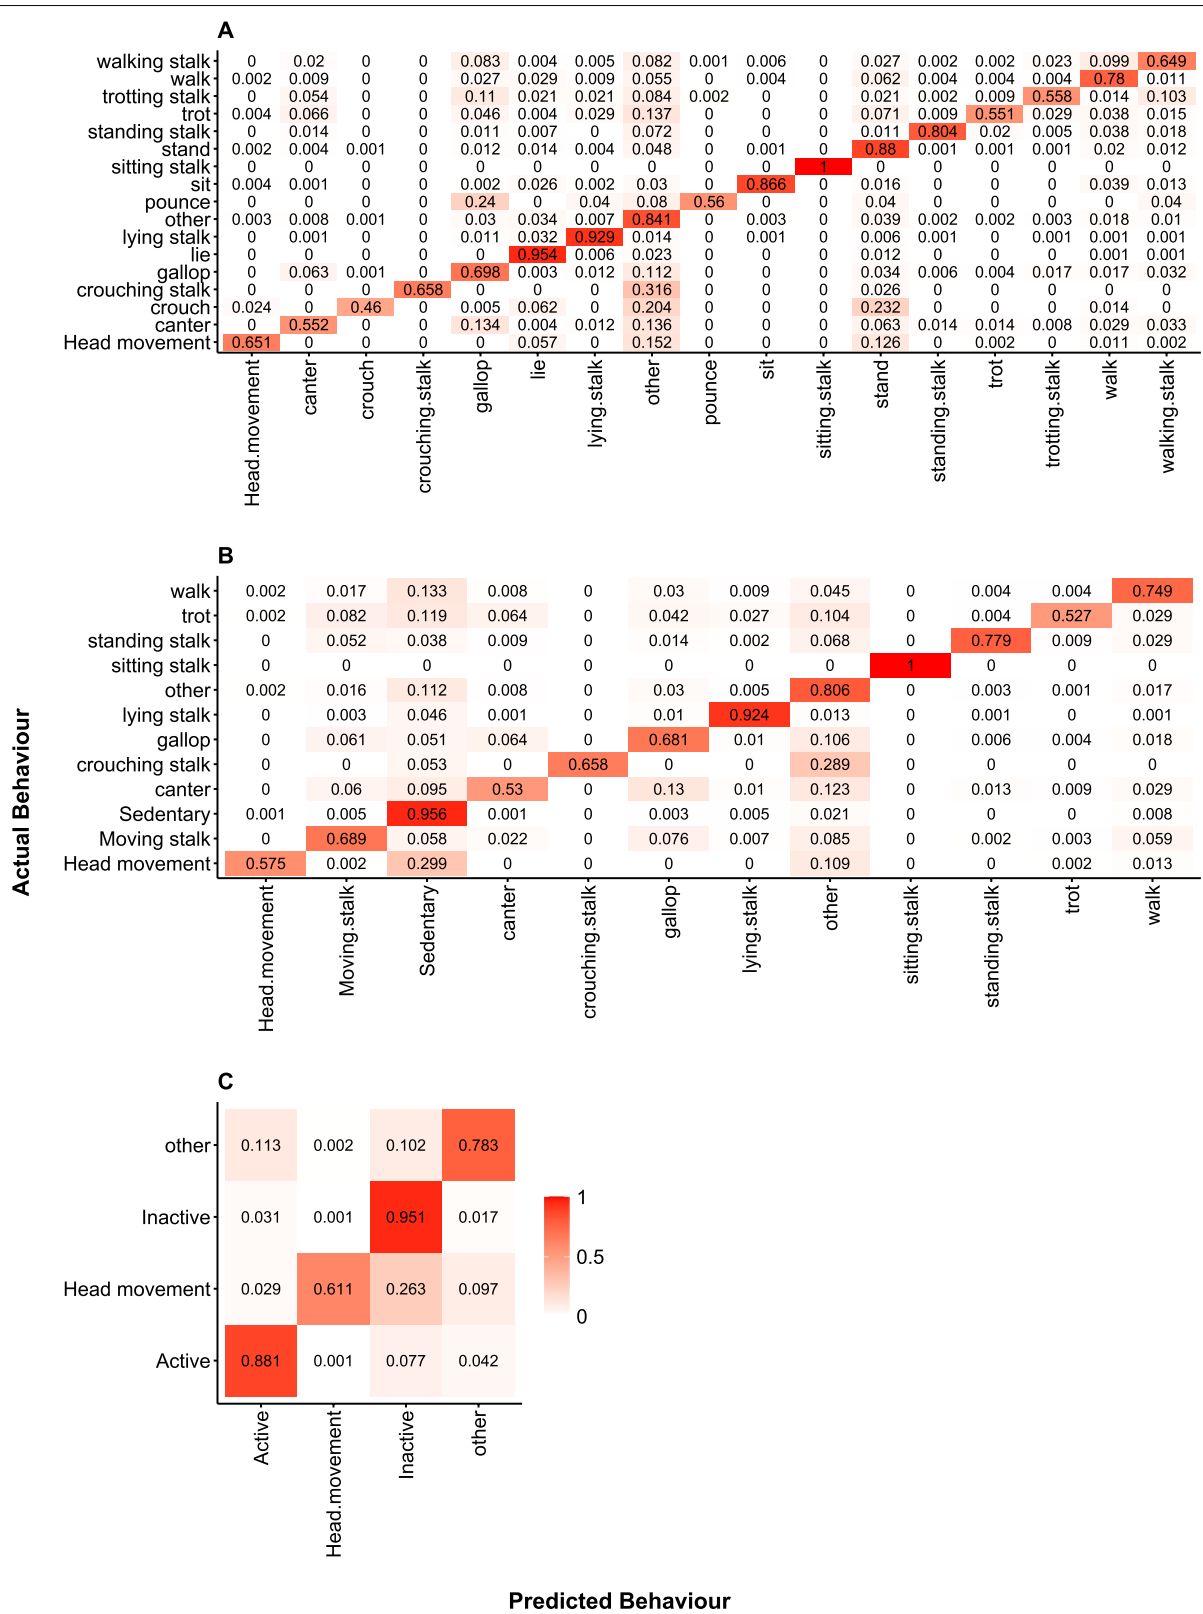 A
walking stalk 0 0.02 0 0 0.083 0.004 0.005 0.082 0.001 0.006 0 0.027 0.002 0.002 0.023 0.099 0.649
walk 0.002 0.009 0 0 0.027 0.029 0.009 0.055 0 0.004 0 0.062 0.004 0.004 0.004 0.78 0.011
trotting stalk 0 0.054 0 0 0.11 0.021 0.021 0.084 0.002 0 0 0.021 0.002 0.009 0.558 0.014 0.103
trot 0.004 0.066 0 0 0.046 0.004 0.029 0.137 0 0 0 0.071 0.009 0.551 0.029 0.038 0.015
standing stalk 0 0.014 0 0 0.011 0.007 0 0.072 0 0 0 0.011 0.804 0.02 0.005 0.038 0.018
stand 0.002 0.004 0.001 0 0.012 0.014 0.004 0.048 0 0.001 0 0.88 0.001 0.001 0.001 0.02 0.012
sitting stalk 0 0 0 0 0 0 0 0 0 0 1 0 0 0 0 0 0
sit 0.004 0.001 0 0 0.002 0.026 0.002 0.03 0 0.866 0 0.016 0 0 0 0.039 0.013
pounce 0 0 0 0 0.24 0 0.04 0.08 0.56 0 0 0.04 0 0 0 0 0.04
other 0.003 0.008 0.001 0 0.03 0.034 0.007 0.841 0 0.003 0 0.039 0.002 0.002 0.003 0.018 0.01
lying stalk 0 0.001 0 0 0.011 0.032 0.929 0.014 0 0.001 0 0.006 0.001 0 0.001 0.001 0.001
lie 0 0 0 0 0 0.954 0.006 0.023 0 0 0 0.012 0 0 0 0.001 0.001
gallop 0 0.063 0.001 0 0.698 0.003 0.012 0.112 0 0 0 0.034 0.006 0.004 0.017 0.017 0.032
crouching stalk 0 0 0 0.658 0 0 0 0.316 0 0 0 0.026 0 0 0 0 0
crouch 0.024 0 0.46 0 0.005 0.062 0 0.204 0 0 0 0.232 0 0 0 0.014 0
canter 0 0.552 0 0 0.134 0.004 0.012 0.136 0 0 0 0.063 0.014 0.014 0.008 0.029 0.033
Head movement 0.651 0 0 0 0 0.057 0 0.152 0 0 0 0.126 0 0.002 0 0.011 0.002
Head.movement canter crouch crouching.stalk gallop lie lying.stalk other pounce sit sitting.stalk stand standing.stalk trot trotting.stalk walk walking.stalk
B
walk 0.002 0.017 0.133 0.008 0 0.03 0.009 0.045 0 0.004 0.004 0.749
trot 0.002 0.082 0.119 0.064 0 0.042 0.027 0.104 0 0.004 0.527 0.029
standing stalk 0 0.052 0.038 0.009 0 0.014 0.002 0.068 0 0.779 0.009 0.029
sitting stalk 0 0 0 0 0 0 0 0 1 0 0 0
other 0.002 0.016 0.112 0.008 0 0.03 0.005 0.806 0 0.003 0.001 0.017
lying stalk 0 0.003 0.046 0.001 0 0.01 0.924 0.013 0 0.001 0 0.001
gallop 0 0.061 0.051 0.064 0 0.681 0.01 0.106 0 0.006 0.004 0.018
crouching stalk 0 0 0.053 0 0.658 0 0 0.289 0 0 0 0
canter 0 0.06 0.095 0.53 0 0.13 0.01 0.123 0 0.013 0.009 0.029
Sedentary 0.001 0.005 0.956 0.001 0 0.003 0.005 0.021 0 0 0 0.008
Moving stalk 0 0.689 0.058 0.022 0 0.076 0.007 0.085 0 0.002 0.003 0.059
Head movement 0.575 0.002 0.299 0 0 0 0 0.109 0 0 0.002 0.013
Head.movement Moving.stalk Sedentary canter crouching.stalk gallop lying.stalk other sitting.stalk standing.stalk trot walk
Actual Behaviour
C
other 0.113 0.002 0.102 0.783
Inactive 0.031 0.001 0.951 0.017
Head movement 0.029 0.611 0.263 0.097
Active 0.881 0.001 0.077 0.042
Active Head.movement Inactive other
1
0.5
0
Predicted Behaviour